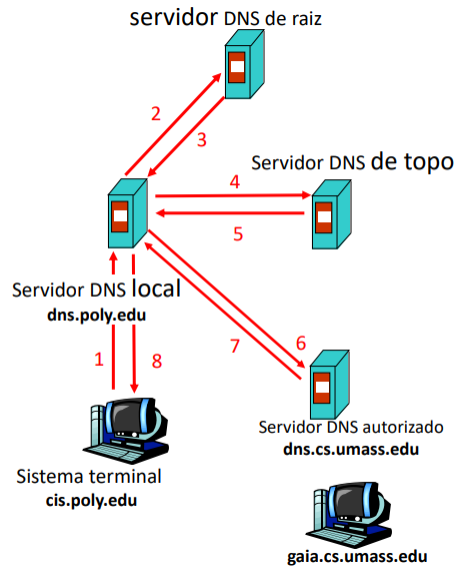 servidor DNS de raiz
2
3
Servidor DNS de topo
4
5
Servidor DNS local
dns.poly.edu
6
7
1
8
Servidor DNS autorizado
dns.cs.umass.edu
Sistema terminal
cis.poly.edu
gaia.cs.umass.edu